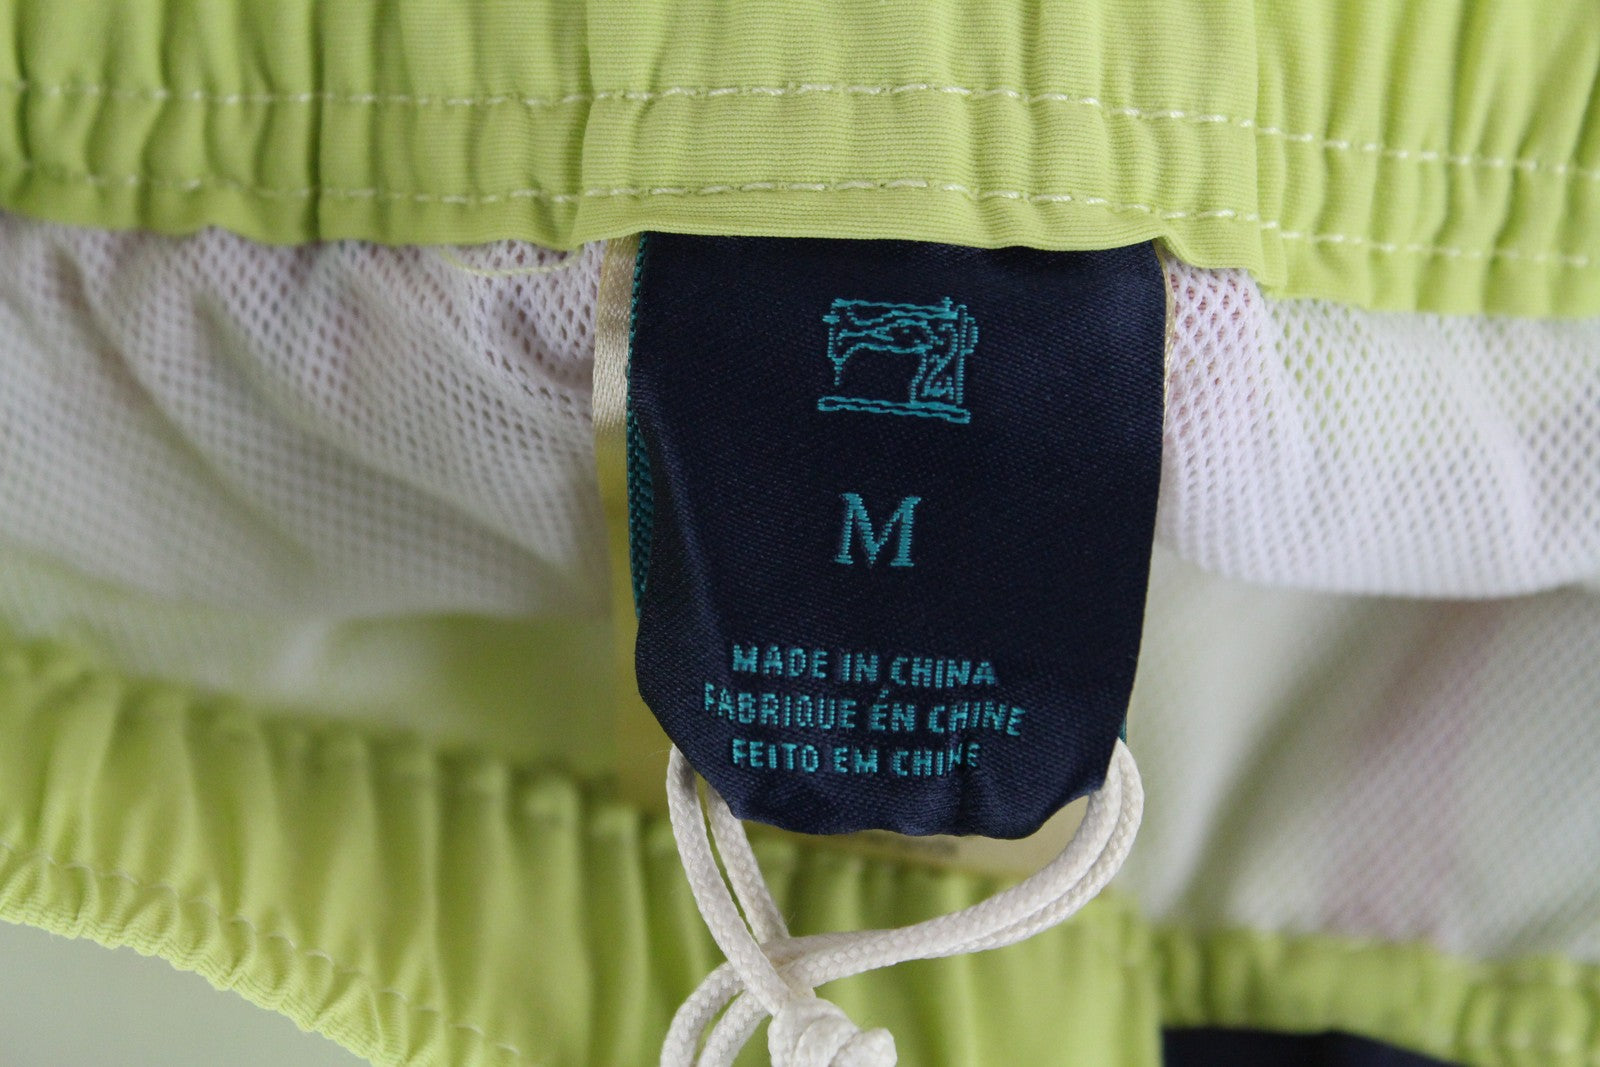 M
MADE IN CHINA
FABRIQUE ÉN CHINE
FEITO EM CHINE